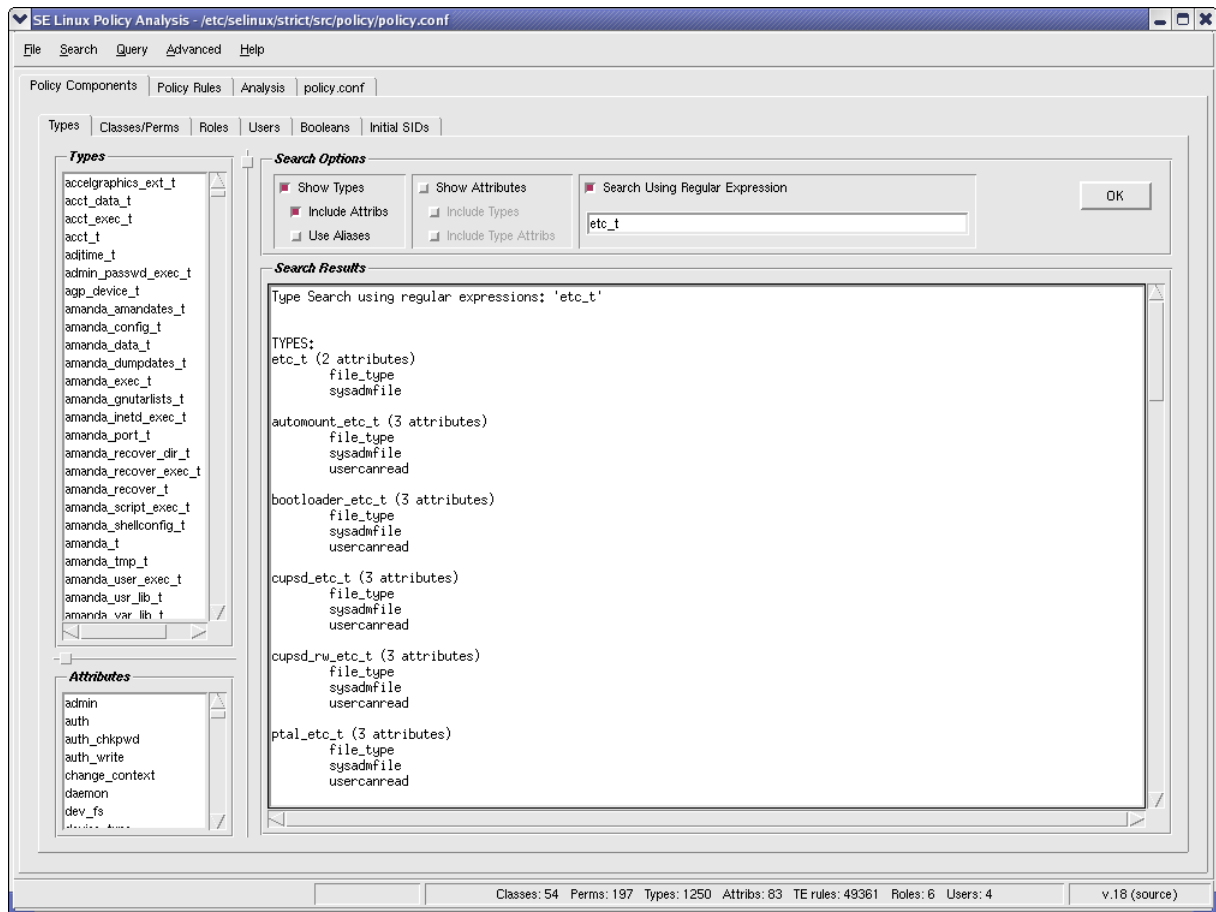 SE Linux Policy Analysis - /etc/selinux/strict/src/policy/policy.conf
File Search Query Advanced Help
Policy Components Policy Rules Analysis policy.conf
Types Classes/Perms Roles Users Booleans Initial SIDs
Types
accelgraphics_ext_t
acct_data_t
acct_exec_t
acct_t
adjtime_t
admin_passwd_exec_t
agp_device_t
amanda_amandates_t
amanda_config_t
amanda_data_t
amanda_dumpdates_t
amanda_exec_t
amanda_gnutarlists_t
amanda_inetd_exec_t
amanda_port_t
amanda_recover_dir_t
amanda_recover_exec_t
amanda_recover_t
amanda_script_exec_t
amanda_shellconfig_t
amanda_t
amanda_tmp_t
amanda_user_exec_t
amanda_usr_lib_t
amanda_var_lib_t
Attributes
admin
auth
auth_chkpwd
auth_write
change_context
daemon
dev_fs
Search Options
Show Types
Include Attribs
Use Aliases
Show Attributes
Include Types
Include Type Attribs
Search Using Regular Expression
etc_t
OK
Search Results
Type Search using regular expressions: 'etc_t'
TYPES:
etc_t (2 attributes)
file_type
sysadmfile
automount_etc_t (3 attributes)
file_type
sysadmfile
usercanread
bootloader_etc_t (3 attributes)
file_type
sysadmfile
usercanread
cupsd_etc_t (3 attributes)
file_type
sysadmfile
usercanread
cupsd_rw_etc_t (3 attributes)
file_type
sysadmfile
usercanread
ptal_etc_t (3 attributes)
file_type
sysadmfile
usercanread
Classes: 54 Perms: 197 Types: 1250 Attribs: 83 TE rules: 49361 Roles: 6 Users: 4
v.18 (source)